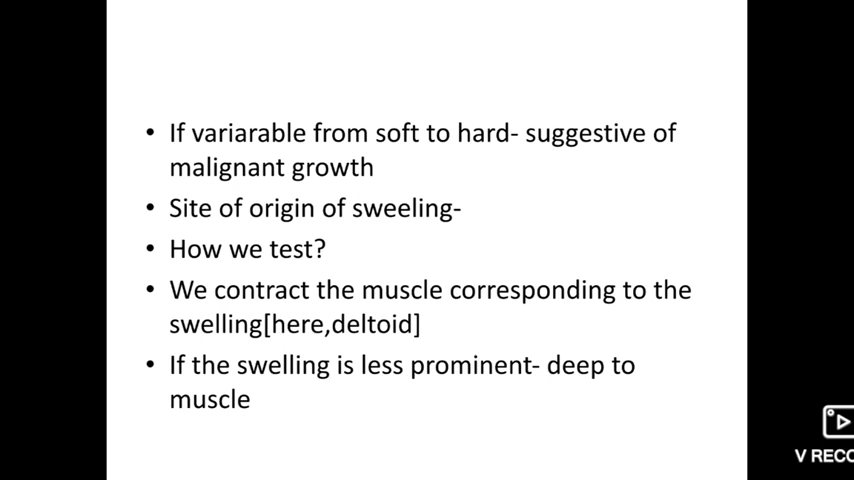 • If variarable from soft to hard- suggestive of
malignant growth
• Site of origin of sweeling-
• How we test?
• We contract the muscle corresponding to the
swelling[here,deltoid]
• If the swelling is less prominent- deep to
muscle
V RECO